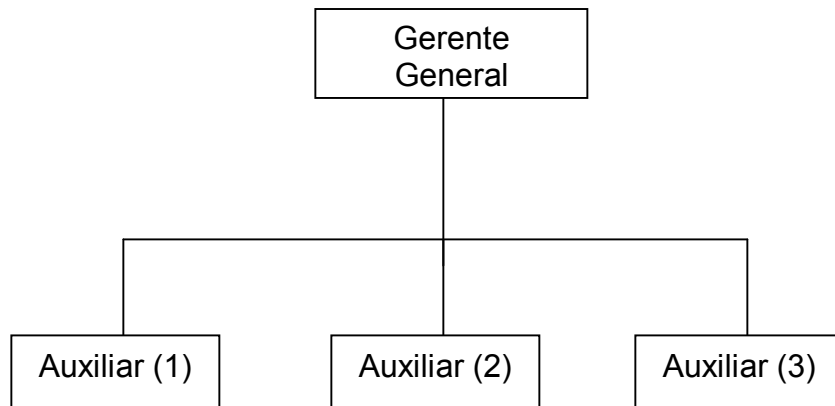 Gerente
General
Auxiliar (1)
Auxiliar (2)
Auxiliar (3)